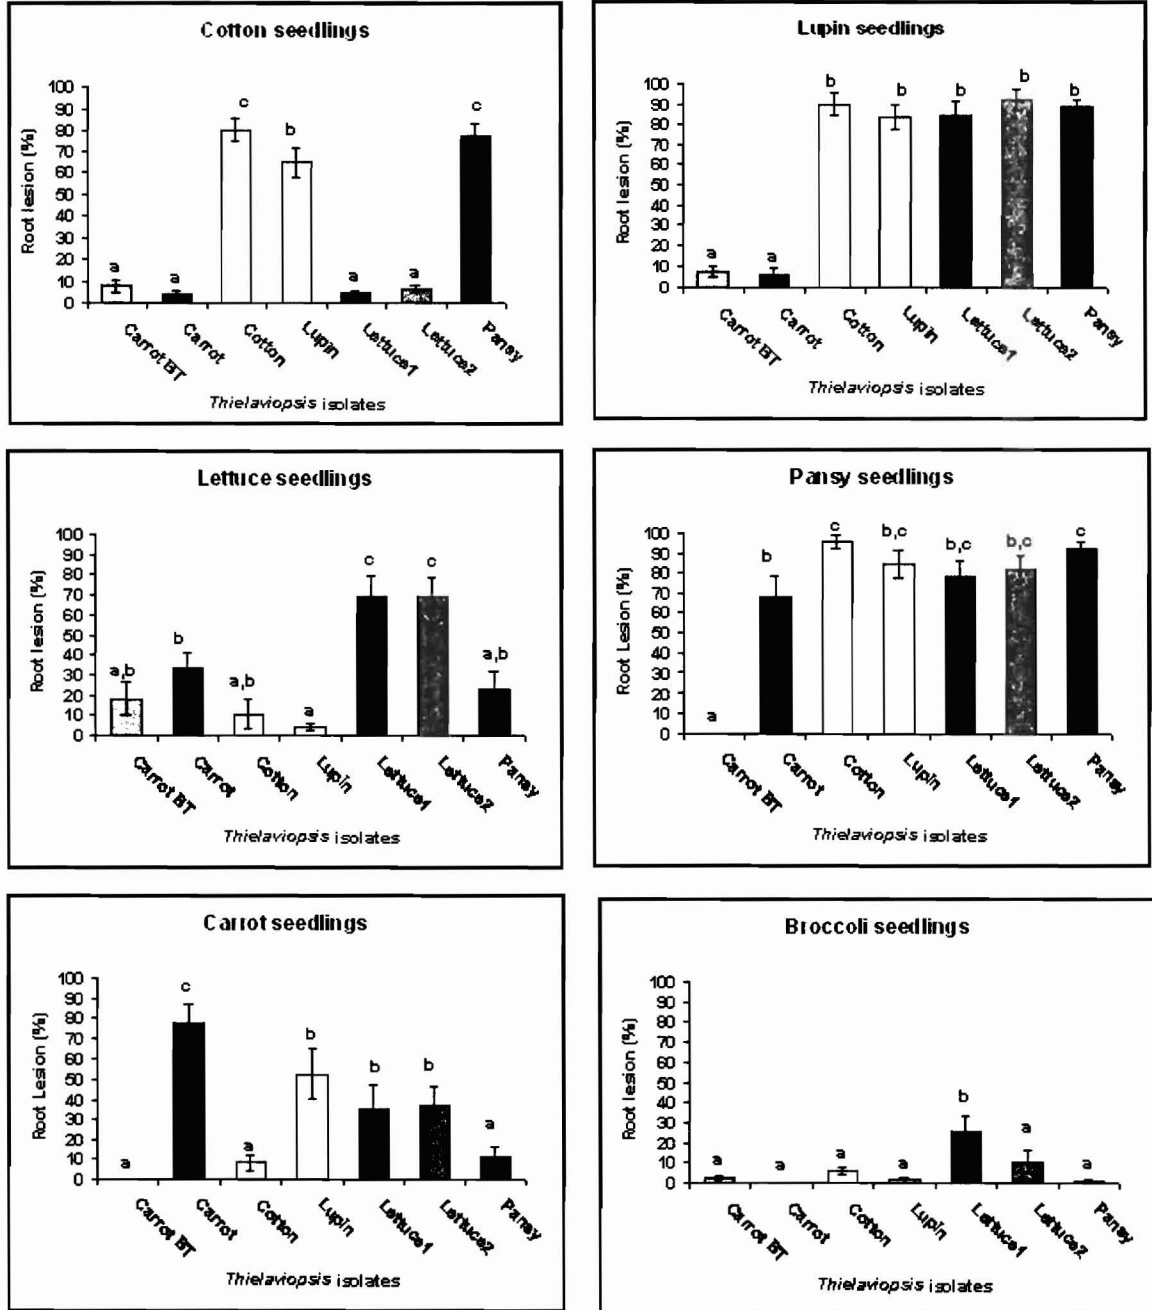 Cotton seedlings
Root lesion (%)
100
90
80
70
60
50
40
30
20
10
0
a
a
c
b
a
a
c
Carrot BT
Carrot
Cotton
Lupin
Lettuce1
Lettuce2
Pansy
Thielaviopsis isolates
Lupin seedlings
Root lesion (%)
100
90
80
70
60
50
40
30
20
10
0
a
a
b
b
b
b
b
Carrot BT
Carrot
Cotton
Lupin
Lettuce1
Lettuce2
Pansy
Thielaviopsis isolates
Lettuce seedlings
Root lesion (%)
100
90
80
70
60
50
40
30
20
10
0
a,b
b
a,b
a
c
c
a,b
Carrot BT
Carrot
Cotton
Lupin
Lettuce1
Lettuce2
Pansy
Thielaviopsis isolates
Pansy seedlings
Root Lesion (%)
100
90
80
70
60
50
40
30
20
10
0
a
b
c
b,c
b,c
b,c
c
Carrot BT
Carrot
Cotton
Lupin
Lettuce1
Lettuce2
Pansy
Thielaviopsis isolates
Carrot seedlings
Root Lesion (%)
100
90
80
70
60
50
40
30
20
10
0
a
c
a
b
b
b
a
Carrot BT
Carrot
Cotton
Lupin
Lettuce1
Lettuce2
Pansy
Thielaviopsis isolates
Broccoli seedlings
Root lesion (%)
100
90
80
70
60
50
40
30
20
10
0
a
a
a
a
b
a
a
Carrot BT
Carrot
Cotton
Lupin
Lettuce1
Lettuce2
Pansy
Thielaviopsis isolates